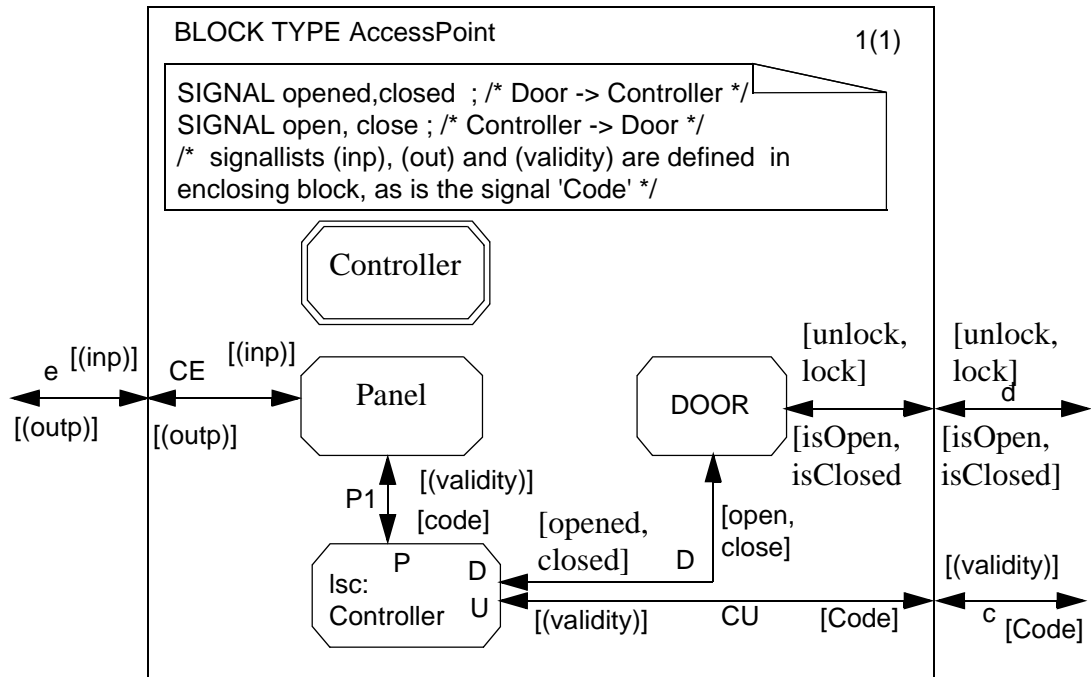 BLOCK TYPE AccessPoint
1(1)
SIGNAL opened,closed ; /* Door -> Controller */
SIGNAL open, close ; /* Controller -> Door */
/* signallists (inp), (out) and (validity) are defined in
enclosing block, as is the signal 'Code' */
Controller
e
[(inp)]
[(outp)]
CE
[(inp)]
[(outp)]
Panel
DOOR
[unlock,
lock]
[isOpen,
isClosed
[unlock,
lock]
d
[isOpen,
isClosed]
P1
[(validity)]
[code]
[opened,
closed]
D
[open,
close]
P
D
U
lsc:
Controller
[(validity)]
CU
[Code]
[(validity)]
c
[Code]